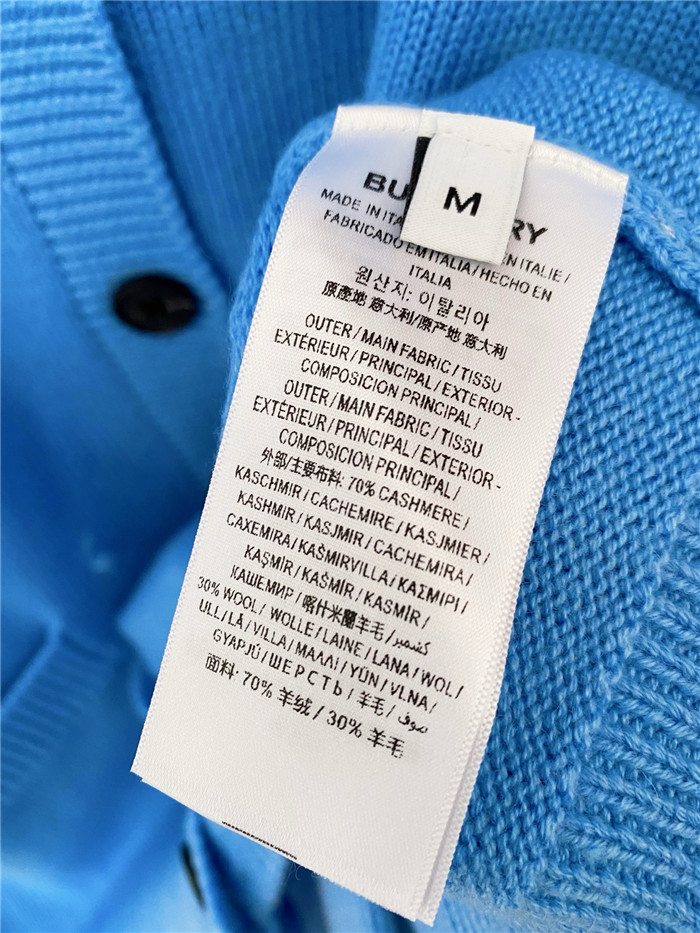 M
BU RY
MADE IN ITA EN ITALIE /
FABRICADO EM ITALIA / HECHO EN
ITALIA
원산지: 이탈리아
原產地 意大利/原产地 意大利
OUTER / MAIN FABRIC / TISSU
EXTÉRIEUR / PRINCIPAL / EXTERIOR -
COMPOSICION PRINCIPAL /
OUTER / MAIN FABRIC / TISSU
EXTÉRIEUR / PRINCIPAL / EXTERIOR -
COMPOSICION PRINCIPAL /
外部/主要布料: 70% CASHMERE /
KASCHMIR / CACHEMIRE / KASJMIER /
KASHMIR / KASJMIR / CACHEMIRA /
CAXEMIRA / KAŠMIRVILLA / ΚΑΣΜΙΡΙ /
KAŞMİR / KAŠMÍR / KASMÍR /
КАШЕМИР / 喀什米蘭羊毛 / كشمير
30% WOOL / WOLLE / LAINE / LANA / WOL /
ULL / LÃ / VILLA / ΜΑΛΛΙ / YÜN / VLNA /
GYAPJÚ / ШЕРСТЬ / 羊毛 / صوف
面料: 70% 羊绒 / 30% 羊毛